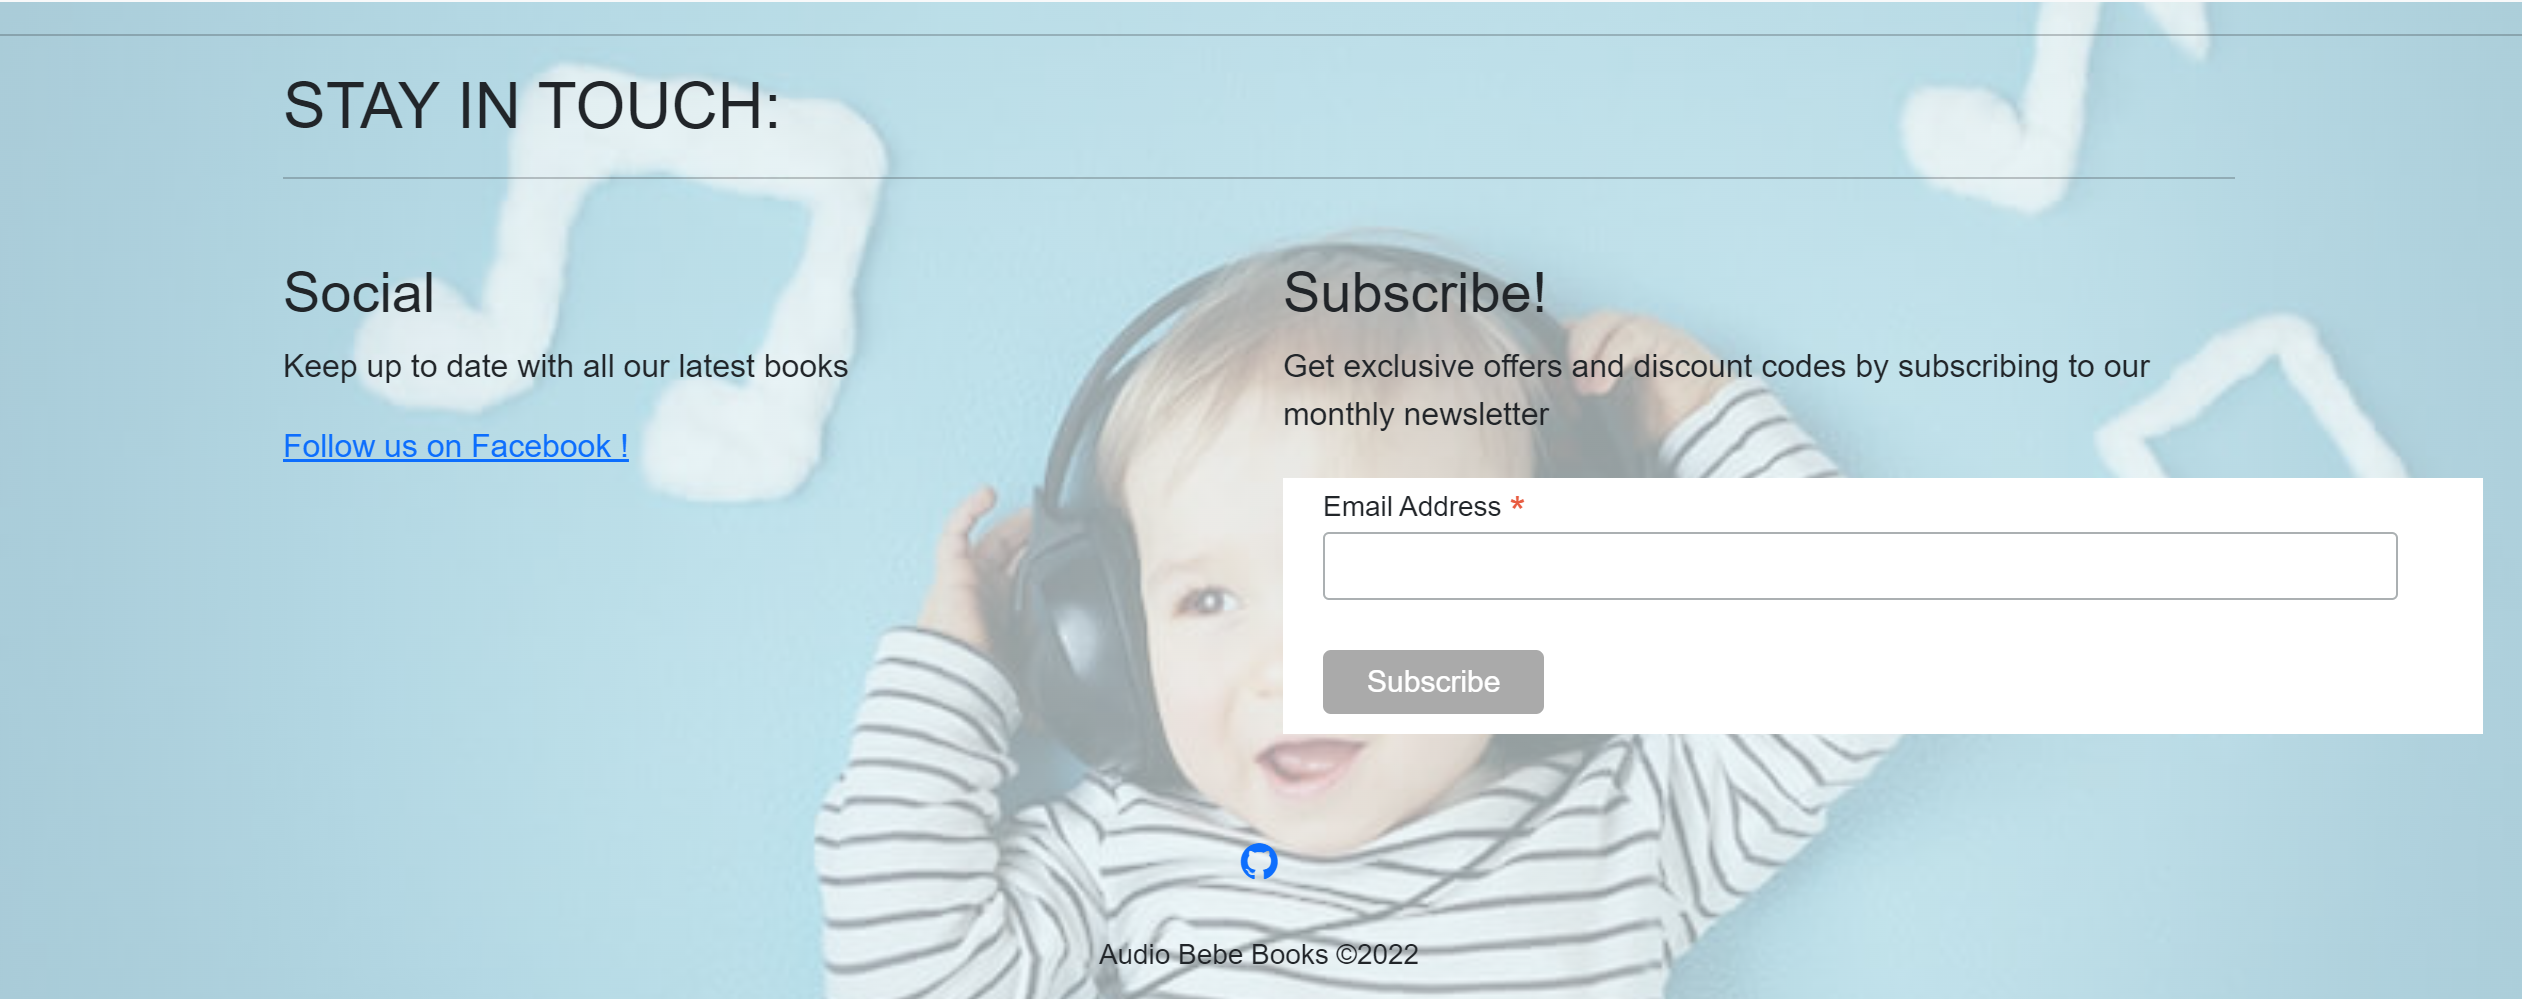 STAY IN TOUCH:
Social
Keep up to date with all our latest books
Follow us on Facebook !
Subscribe!
Get exclusive offers and discount codes by subscribing to our
monthly newsletter
Email Address *
Subscribe
Audio Bebe Books ©2022